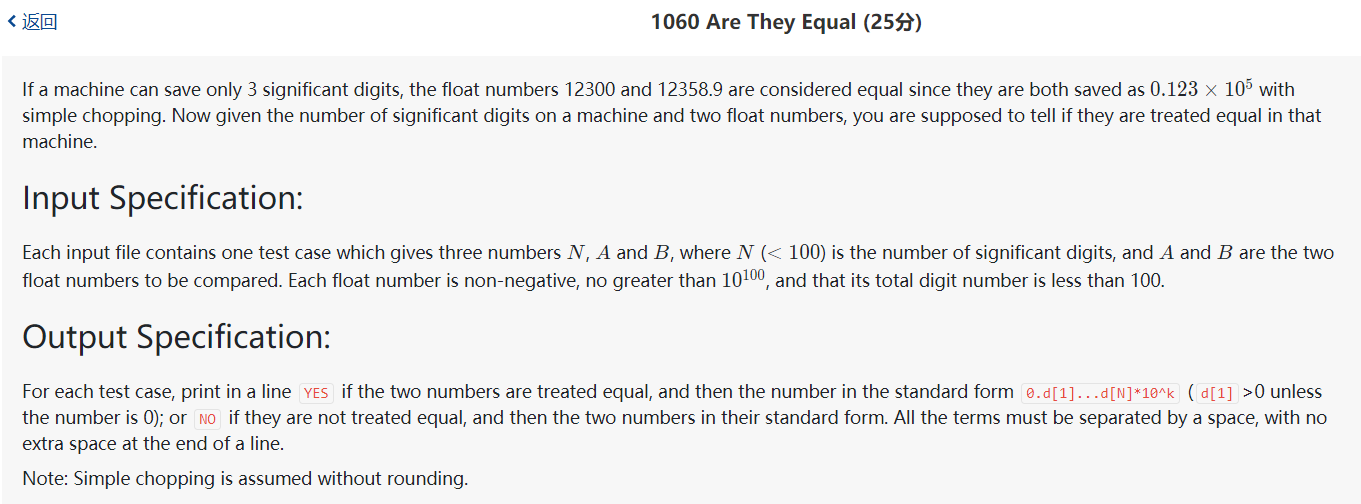 返回
1060 Are They Equal (25分)
If a machine can save only 3 significant digits, the float numbers 12300 and 12358.9 are considered equal since they are both saved as 0.123 × 10⁵ with
simple chopping. Now given the number of significant digits on a machine and two float numbers, you are supposed to tell if they are treated equal in that
machine.
Input Specification:
Each input file contains one test case which gives three numbers N, A and B, where N (< 100) is the number of significant digits, and A and B are the two
float numbers to be compared. Each float number is non-negative, no greater than 10¹⁰⁰, and that its total digit number is less than 100.
Output Specification:
For each test case, print in a line YES if the two numbers are treated equal, and then the number in the standard form 0.d[1]...d[N]*10^k ( d[1] >0 unless
the number is 0); or NO if they are not treated equal, and then the two numbers in their standard form. All the terms must be separated by a space, with no
extra space at the end of a line.
Note: Simple chopping is assumed without rounding.